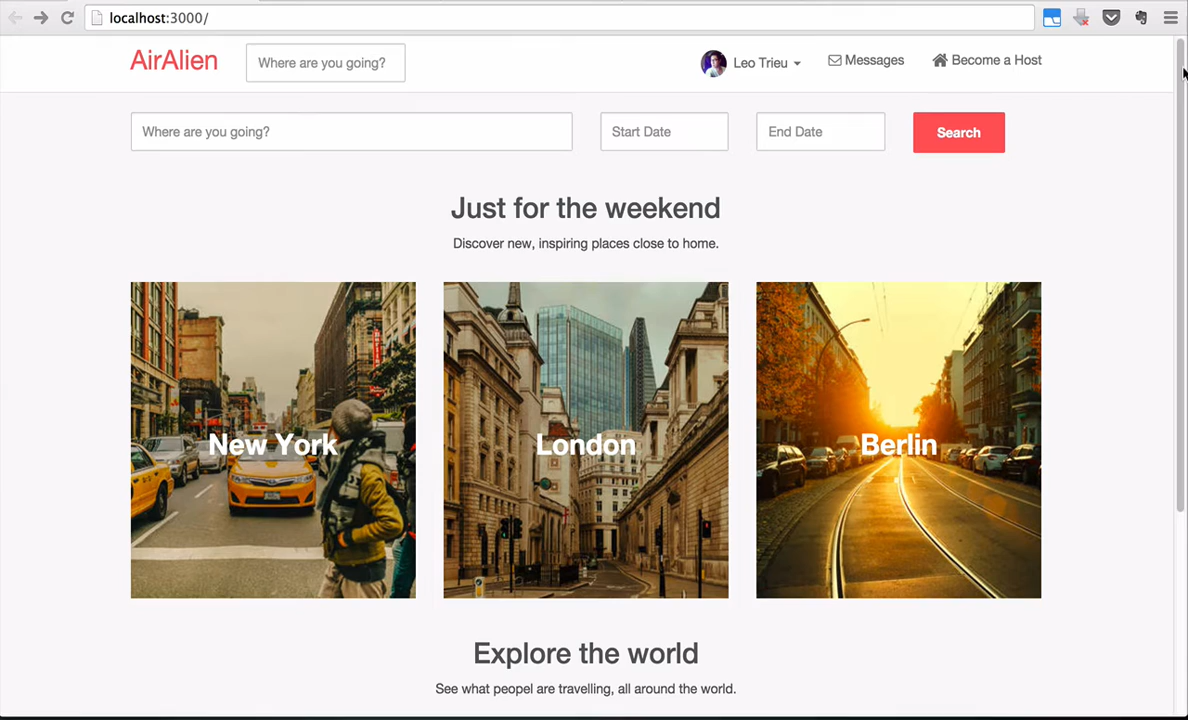 localhost:3000/
AirAlien
Where are you going?
Leo Trieu
Messages
Become a Host
Where are you going?
Start Date
End Date
Search
Just for the weekend
Discover new, inspiring places close to home.
New York
London
Berlin
Explore the world
See what peopel are travelling, all around the world.